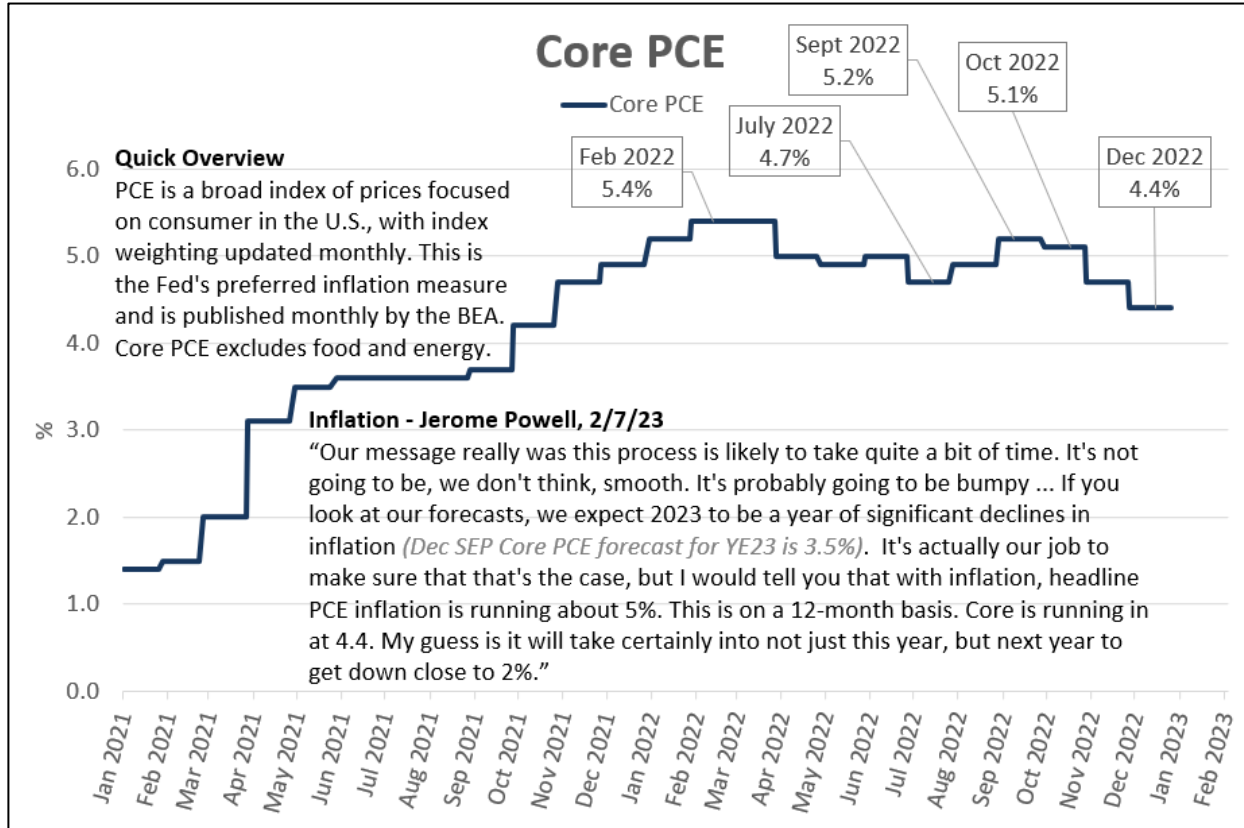 Core PCE
Core PCE
Sept 2022
5.2%
Oct 2022
5.1%
July 2022
4.7%
Feb 2022
5.4%
Dec 2022
4.4%
Quick Overview
PCE is a broad index of prices focused
on consumer in the U.S., with index
weighting updated monthly. This is
the Fed's preferred inflation measure
and is published monthly by the BEA.
Core PCE excludes food and energy.
Inflation - Jerome Powell, 2/7/23
“Our message really was this process is likely to take quite a bit of time. It's not
going to be, we don't think, smooth. It's probably going to be bumpy ... If you
look at our forecasts, we expect 2023 to be a year of significant declines in
inflation (Dec SEP Core PCE forecast for YE23 is 3.5%).  It's actually our job to
make sure that that's the case, but I would tell you that with inflation, headline
PCE inflation is running about 5%. This is on a 12-month basis. Core is running in
at 4.4. My guess is it will take certainly into not just this year, but next year to
get down close to 2%.”
%
6.0
5.0
4.0
3.0
2.0
1.0
0.0
Jan 2021
Feb 2021
Mar 2021
Apr 2021
May 2021
Jun 2021
Jul 2021
Aug 2021
Sep 2021
Oct 2021
Nov 2021
Dec 2021
Jan 2022
Feb 2022
Mar 2022
Apr 2022
May 2022
Jun 2022
Jul 2022
Aug 2022
Sep 2022
Oct 2022
Nov 2022
Dec 2022
Jan 2023
Feb 2023